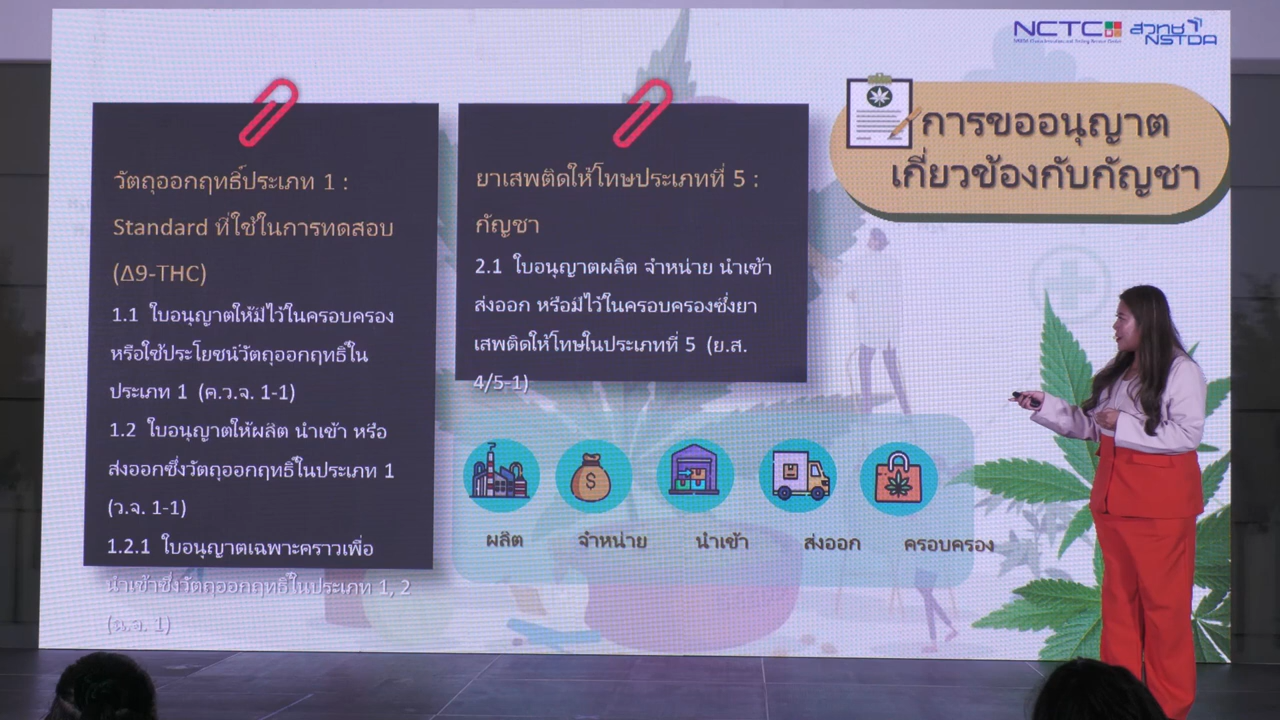 NCTC
สวทช
NSTDA
การขออนุญาต
เกี่ยวข้องกับกัญชา
วัตถุออกฤทธิ์ประเภท 1 :
Standard ที่ใช้ในการทดสอบ
(Δ9-THC)
1.1 ใบอนุญาตให้มีไว้ในครอบครอง
หรือใช้ประโยชน์วัตถุออกฤทธิ์ใน
ประเภท 1 (ค.ว.จ. 1-1)
1.2 ใบอนุญาตให้ผลิต นำเข้า หรือ
ส่งออกซึ่งวัตถุออกฤทธิ์ในประเภท 1
(ว.จ. 1-1)
1.2.1 ใบอนุญาตเฉพาะคราวเพื่อ
นำเข้าซึ่งวัตถุออกฤทธิ์ในประเภท 1, 2
(ฉ.จ. 1)
ยาเสพติดให้โทษประเภทที่ 5 :
กัญชา
2.1 ใบอนุญาตผลิต จำหน่าย นำเข้า
ส่งออก หรือมีไว้ในครอบครองซึ่งยา
เสพติดให้โทษในประเภทที่ 5 (ย.ส.
4/5-1)
ผลิต
จำหน่าย
นำเข้า
ส่งออก
ครอบครอง